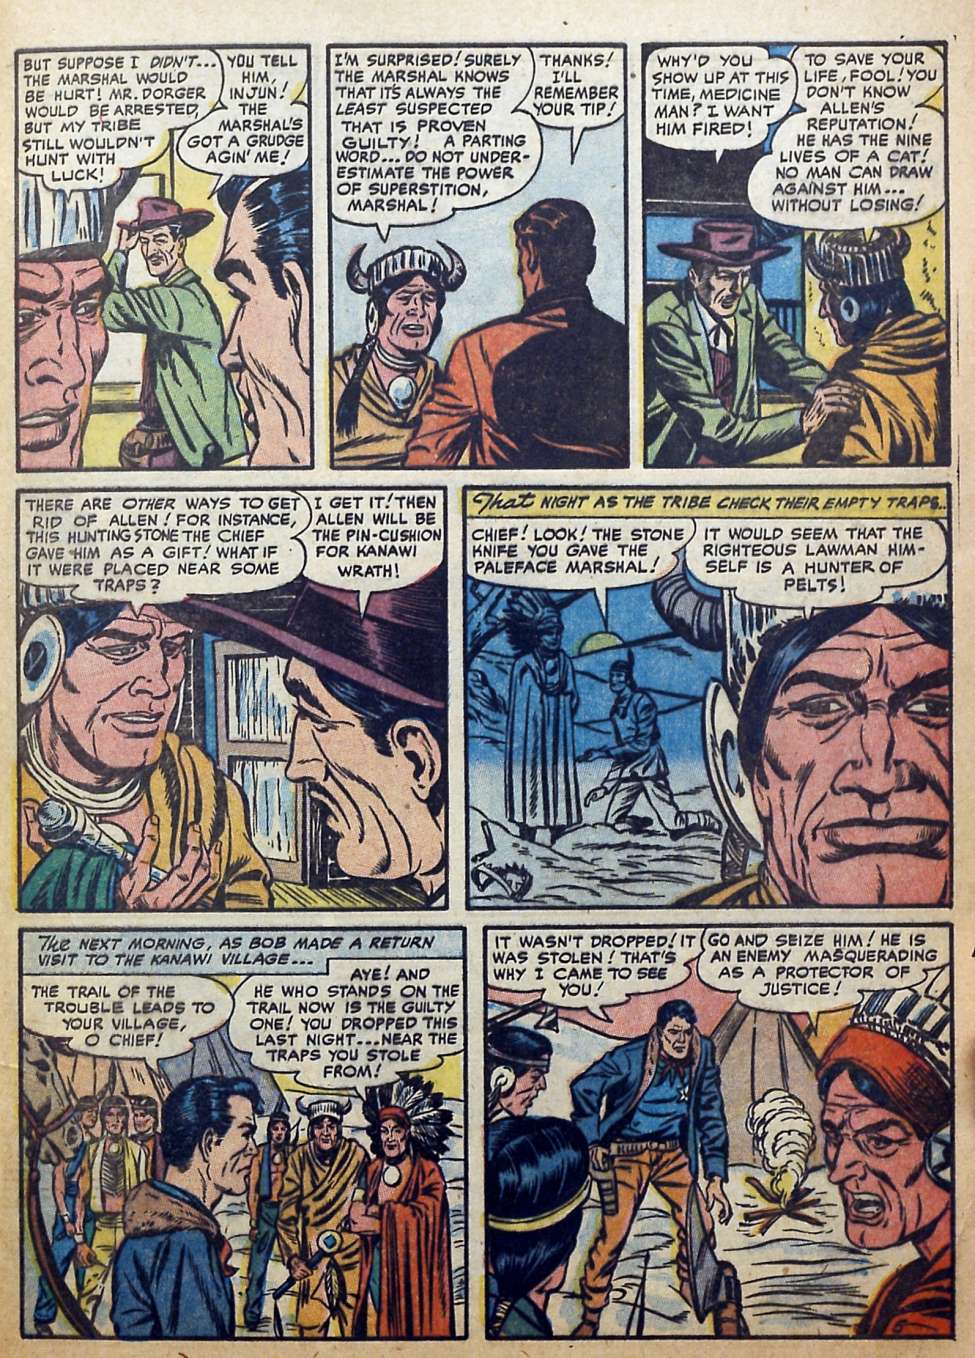 BUT SUPPOSE I DIDN'T...
THE MARSHAL WOULD
BE HURT! MR. DORGER
WOULD BE ARRESTED,
BUT MY TRIBE
STILL WOULDN'T
HUNT WITH
LUCK!
YOU TELL
HIM,
INJUN!
THE
MARSHAL'S
GOT A GRUDGE
AGIN' ME!
I'M SURPRISED! SURELY
THE MARSHAL KNOWS
THAT IT'S ALWAYS THE
LEAST SUSPECTED
THAT IS PROVEN
GUILTY! A PARTING
WORD... DO NOT UNDER-
ESTIMATE THE POWER
OF SUPERSTITION,
MARSHAL!
THANKS!
I'LL
REMEMBER
YOUR TIP!
WHY'D YOU
SHOW UP AT THIS
TIME, MEDICINE
MAN? I WANT
HIM FIRED!
TO SAVE YOUR
LIFE, FOOL! YOU
DON'T KNOW
ALLEN'S
REPUTATION!
HE HAS THE NINE
LIVES OF A CAT!
NO MAN CAN DRAW
AGAINST HIM...
WITHOUT LOSING!
THERE ARE OTHER WAYS TO GET
RID OF ALLEN! FOR INSTANCE,
THIS HUNTING STONE THE CHIEF
GAVE HIM AS A GIFT! WHAT IF
IT WERE PLACED NEAR SOME
TRAPS?
I GET IT! THEN
ALLEN WILL BE
THE PIN-CUSHION
FOR KANAWI
WRATH!
That NIGHT AS THE TRIBE CHECK THEIR EMPTY TRAPS..
CHIEF! LOOK! THE STONE
KNIFE YOU GAVE THE
PALEFACE MARSHAL!
IT WOULD SEEM THAT THE
RIGHTEOUS LAWMAN HIM-
SELF IS A HUNTER OF
PELTS!
The NEXT MORNING, AS BOB MADE A RETURN
VISIT TO THE KANAWI VILLAGE...
THE TRAIL OF THE
TROUBLE LEADS TO
YOUR VILLAGE,
O CHIEF!
AYE! AND
HE WHO STANDS ON THE
TRAIL NOW IS THE GUILTY
ONE! YOU DROPPED THIS
LAST NIGHT... NEAR THE
TRAPS YOU STOLE
FROM!
IT WASN'T DROPPED! IT
WAS STOLEN! THAT'S
WHY I CAME TO SEE
YOU!
GO AND SEIZE HIM! HE IS
AN ENEMY MASQUERADING
AS A PROTECTOR OF
JUSTICE!